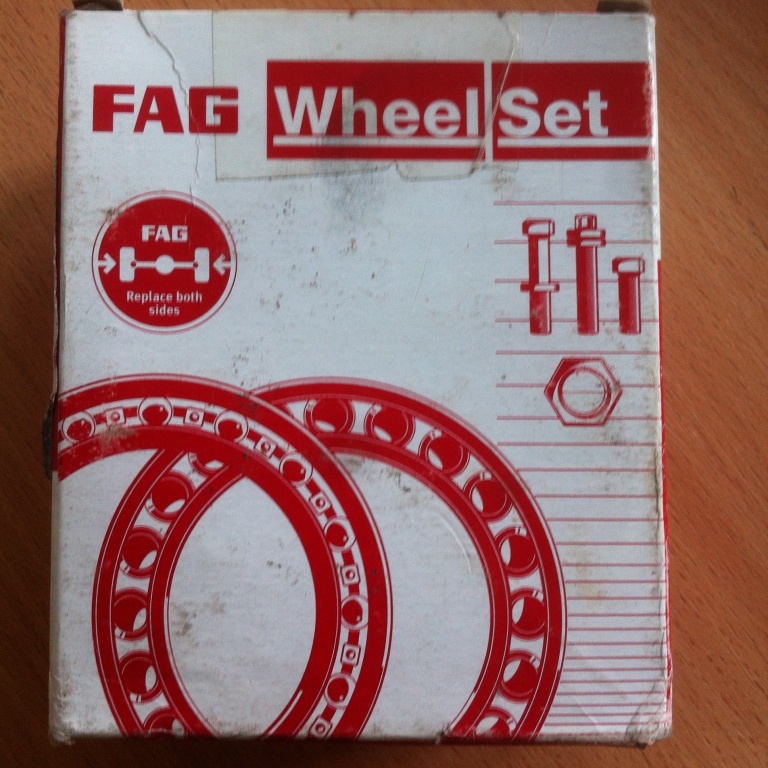 FAG Wheel Set
FAG
Replace both
sides